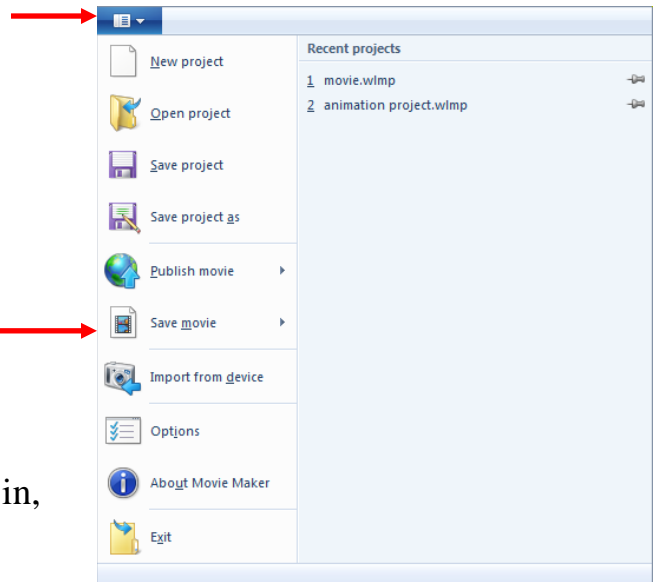 Recent projects
New project
1 movie.wlmp
2 animation project.wlmp
Open project
Save project
Save project as
Publish movie
Save movie
Import from device
Options
About Movie Maker
in,
Exit